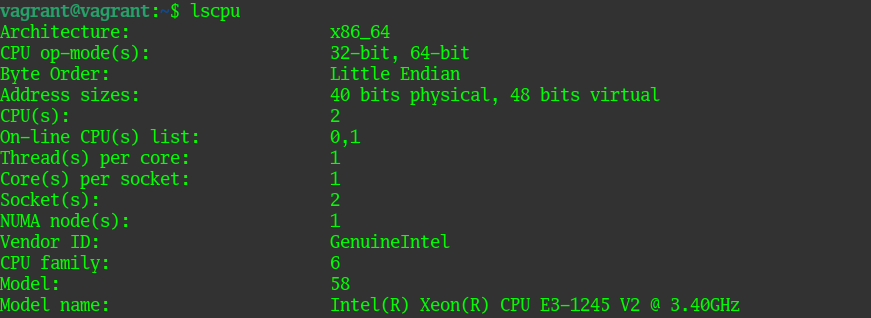 vagrant@vagrant:~$ lscpu
Architecture: x86_64
CPU op-mode(s): 32-bit, 64-bit
Byte Order: Little Endian
Address sizes: 40 bits physical, 48 bits virtual
CPU(s): 2
On-line CPU(s) list: 0,1
Thread(s) per core: 1
Core(s) per socket: 1
Socket(s): 2
NUMA node(s): 1
Vendor ID: GenuineIntel
CPU family: 6
Model: 58
Model name: Intel(R) Xeon(R) CPU E3-1245 V2 @ 3.40GHz